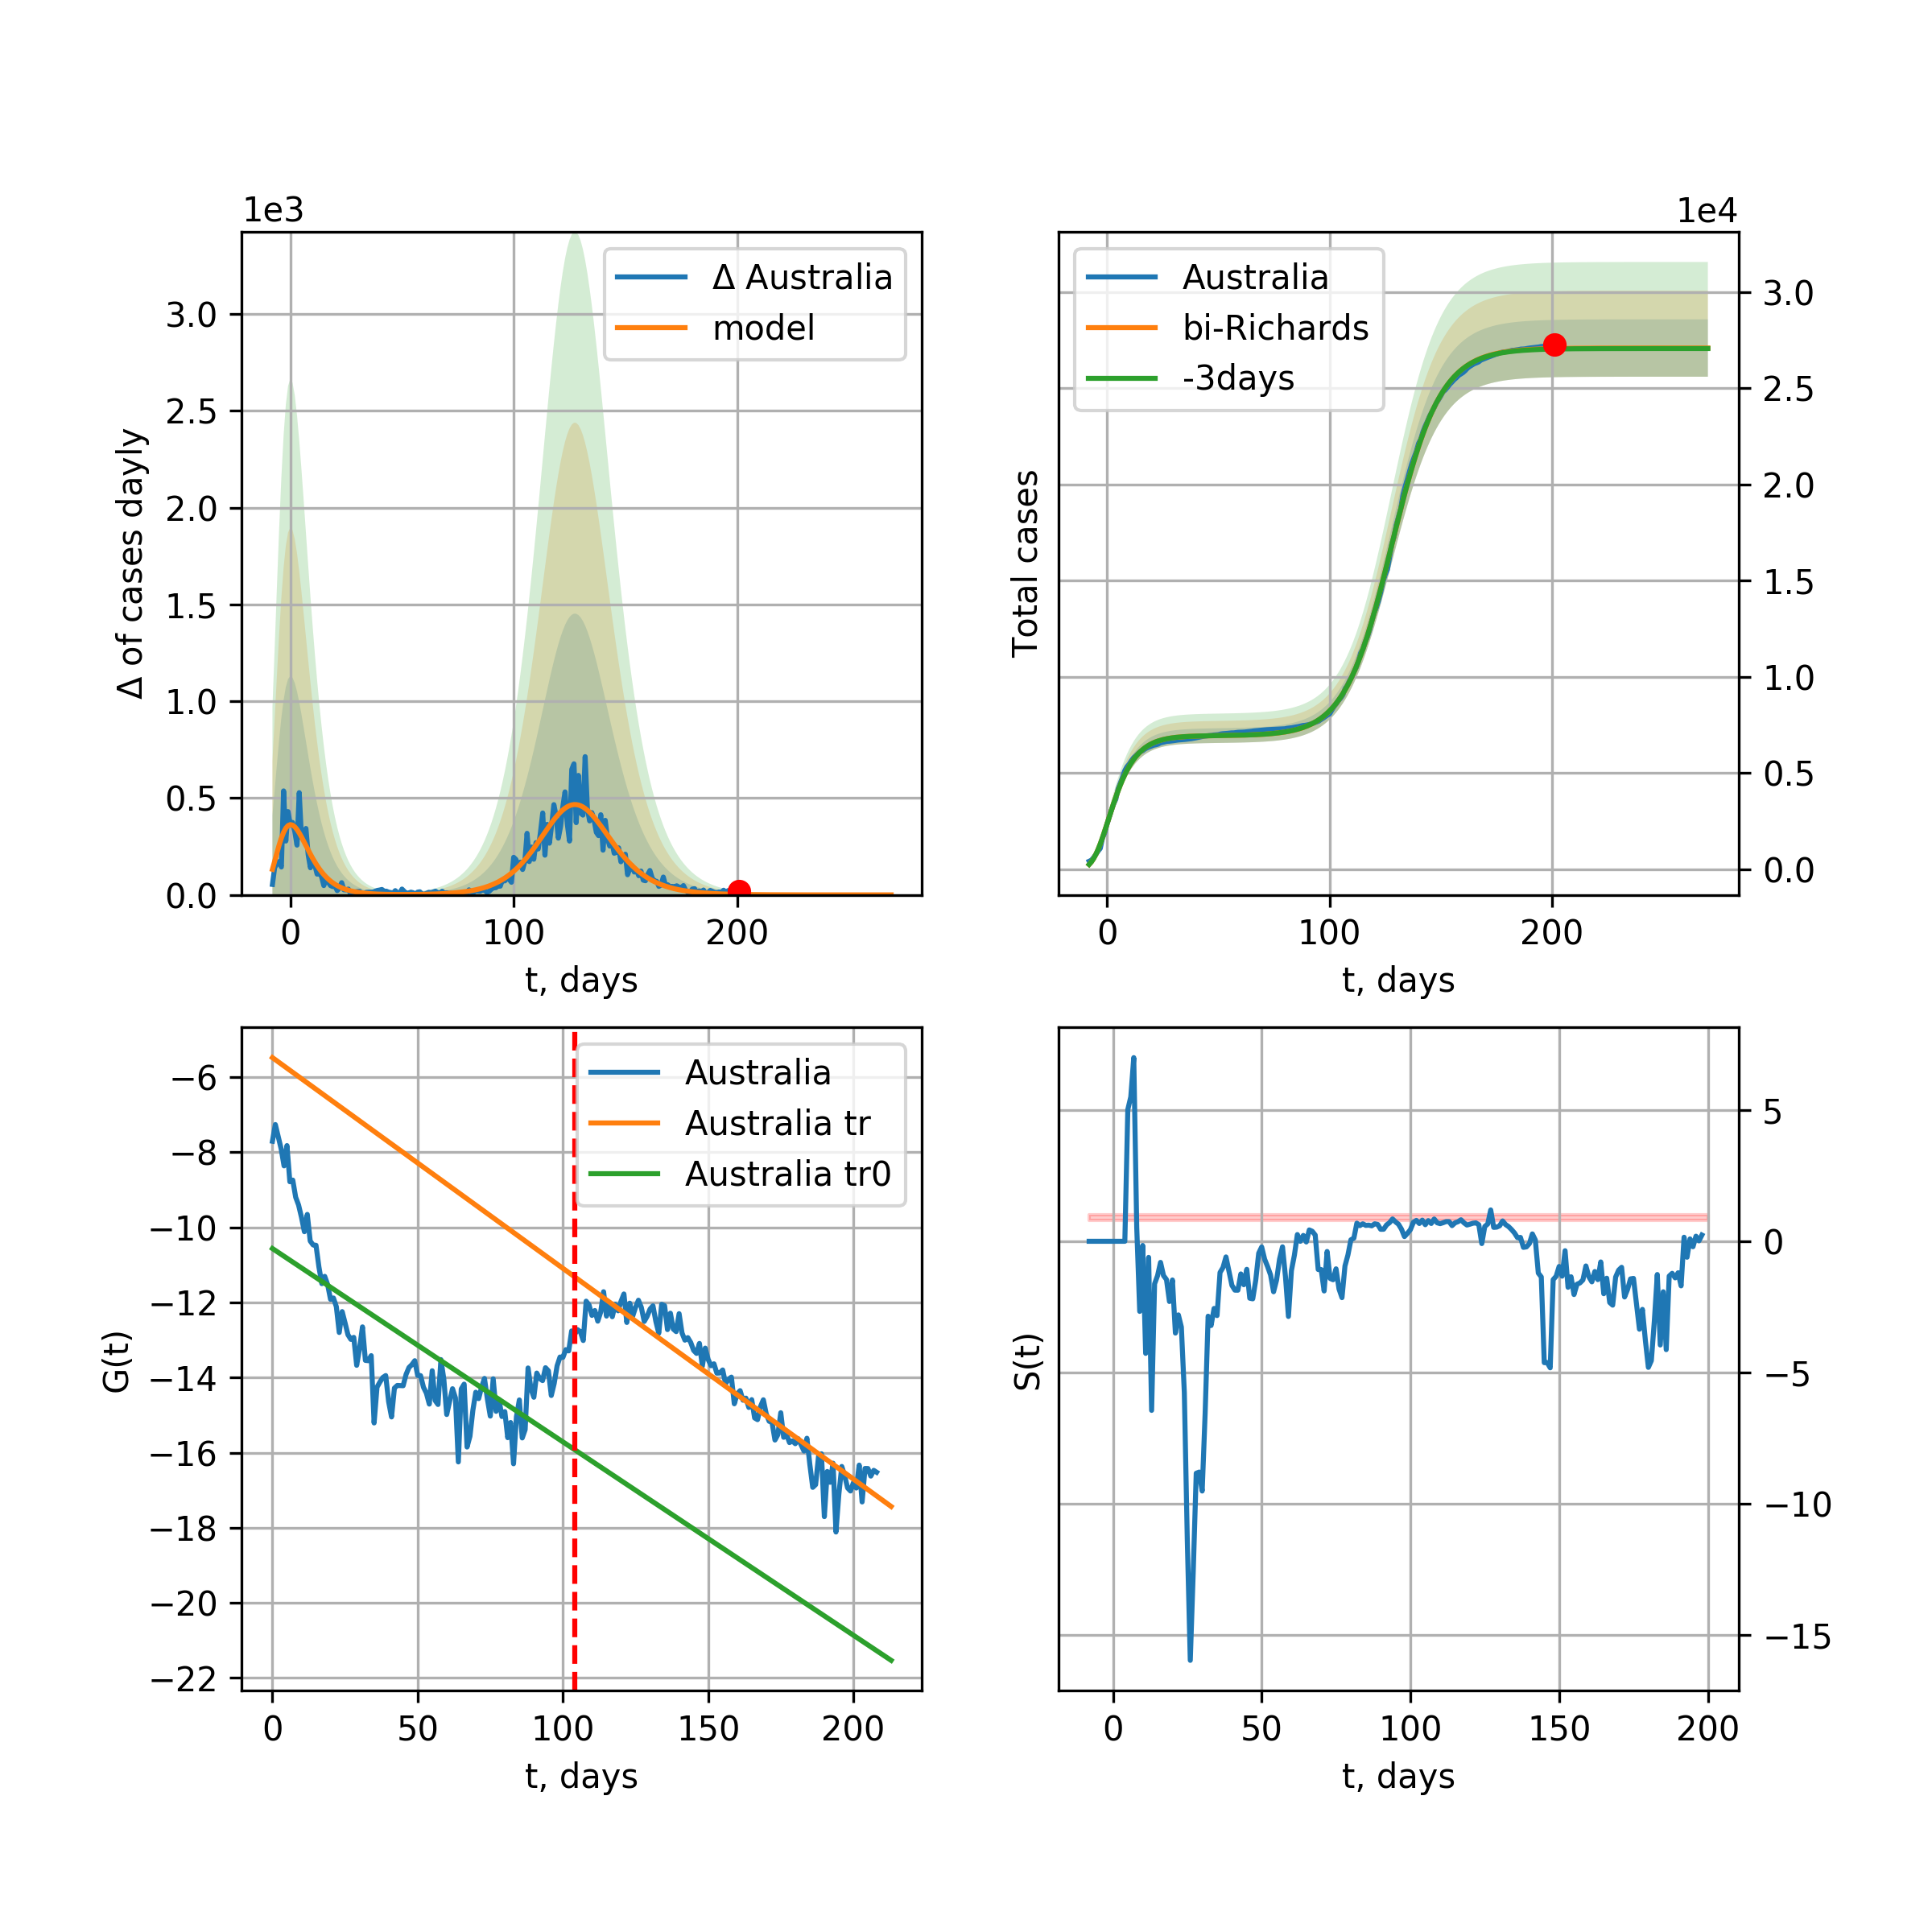 1e3
Δ of cases dayly
3.0
2.5
2.0
1.5
1.0
0.5
0.0
Δ Australia
model
0 100 200
t, days
1e4
Total cases
Australia
bi-Richards
-3days
3.0
2.5
2.0
1.5
1.0
0.5
0.0
0 100 200
t, days
G(t)
−6
−8
−10
−12
−14
−16
−18
−20
−22
Australia
Australia tr
Australia tr0
0 50 100 150 200
t, days
S(t)
5
0
−5
−10
−15
0 50 100 150 200
t, days